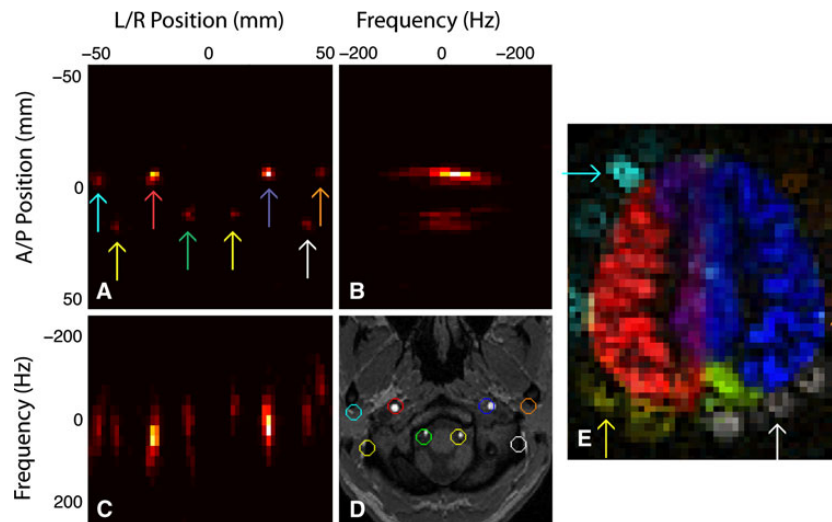 L/R Position (mm)
−50 0 50
Frequency (Hz)
−200 0 −200
A/P Position (mm)
−50
0
50
A
B
Frequency (Hz)
−200
0
200
C
D
E